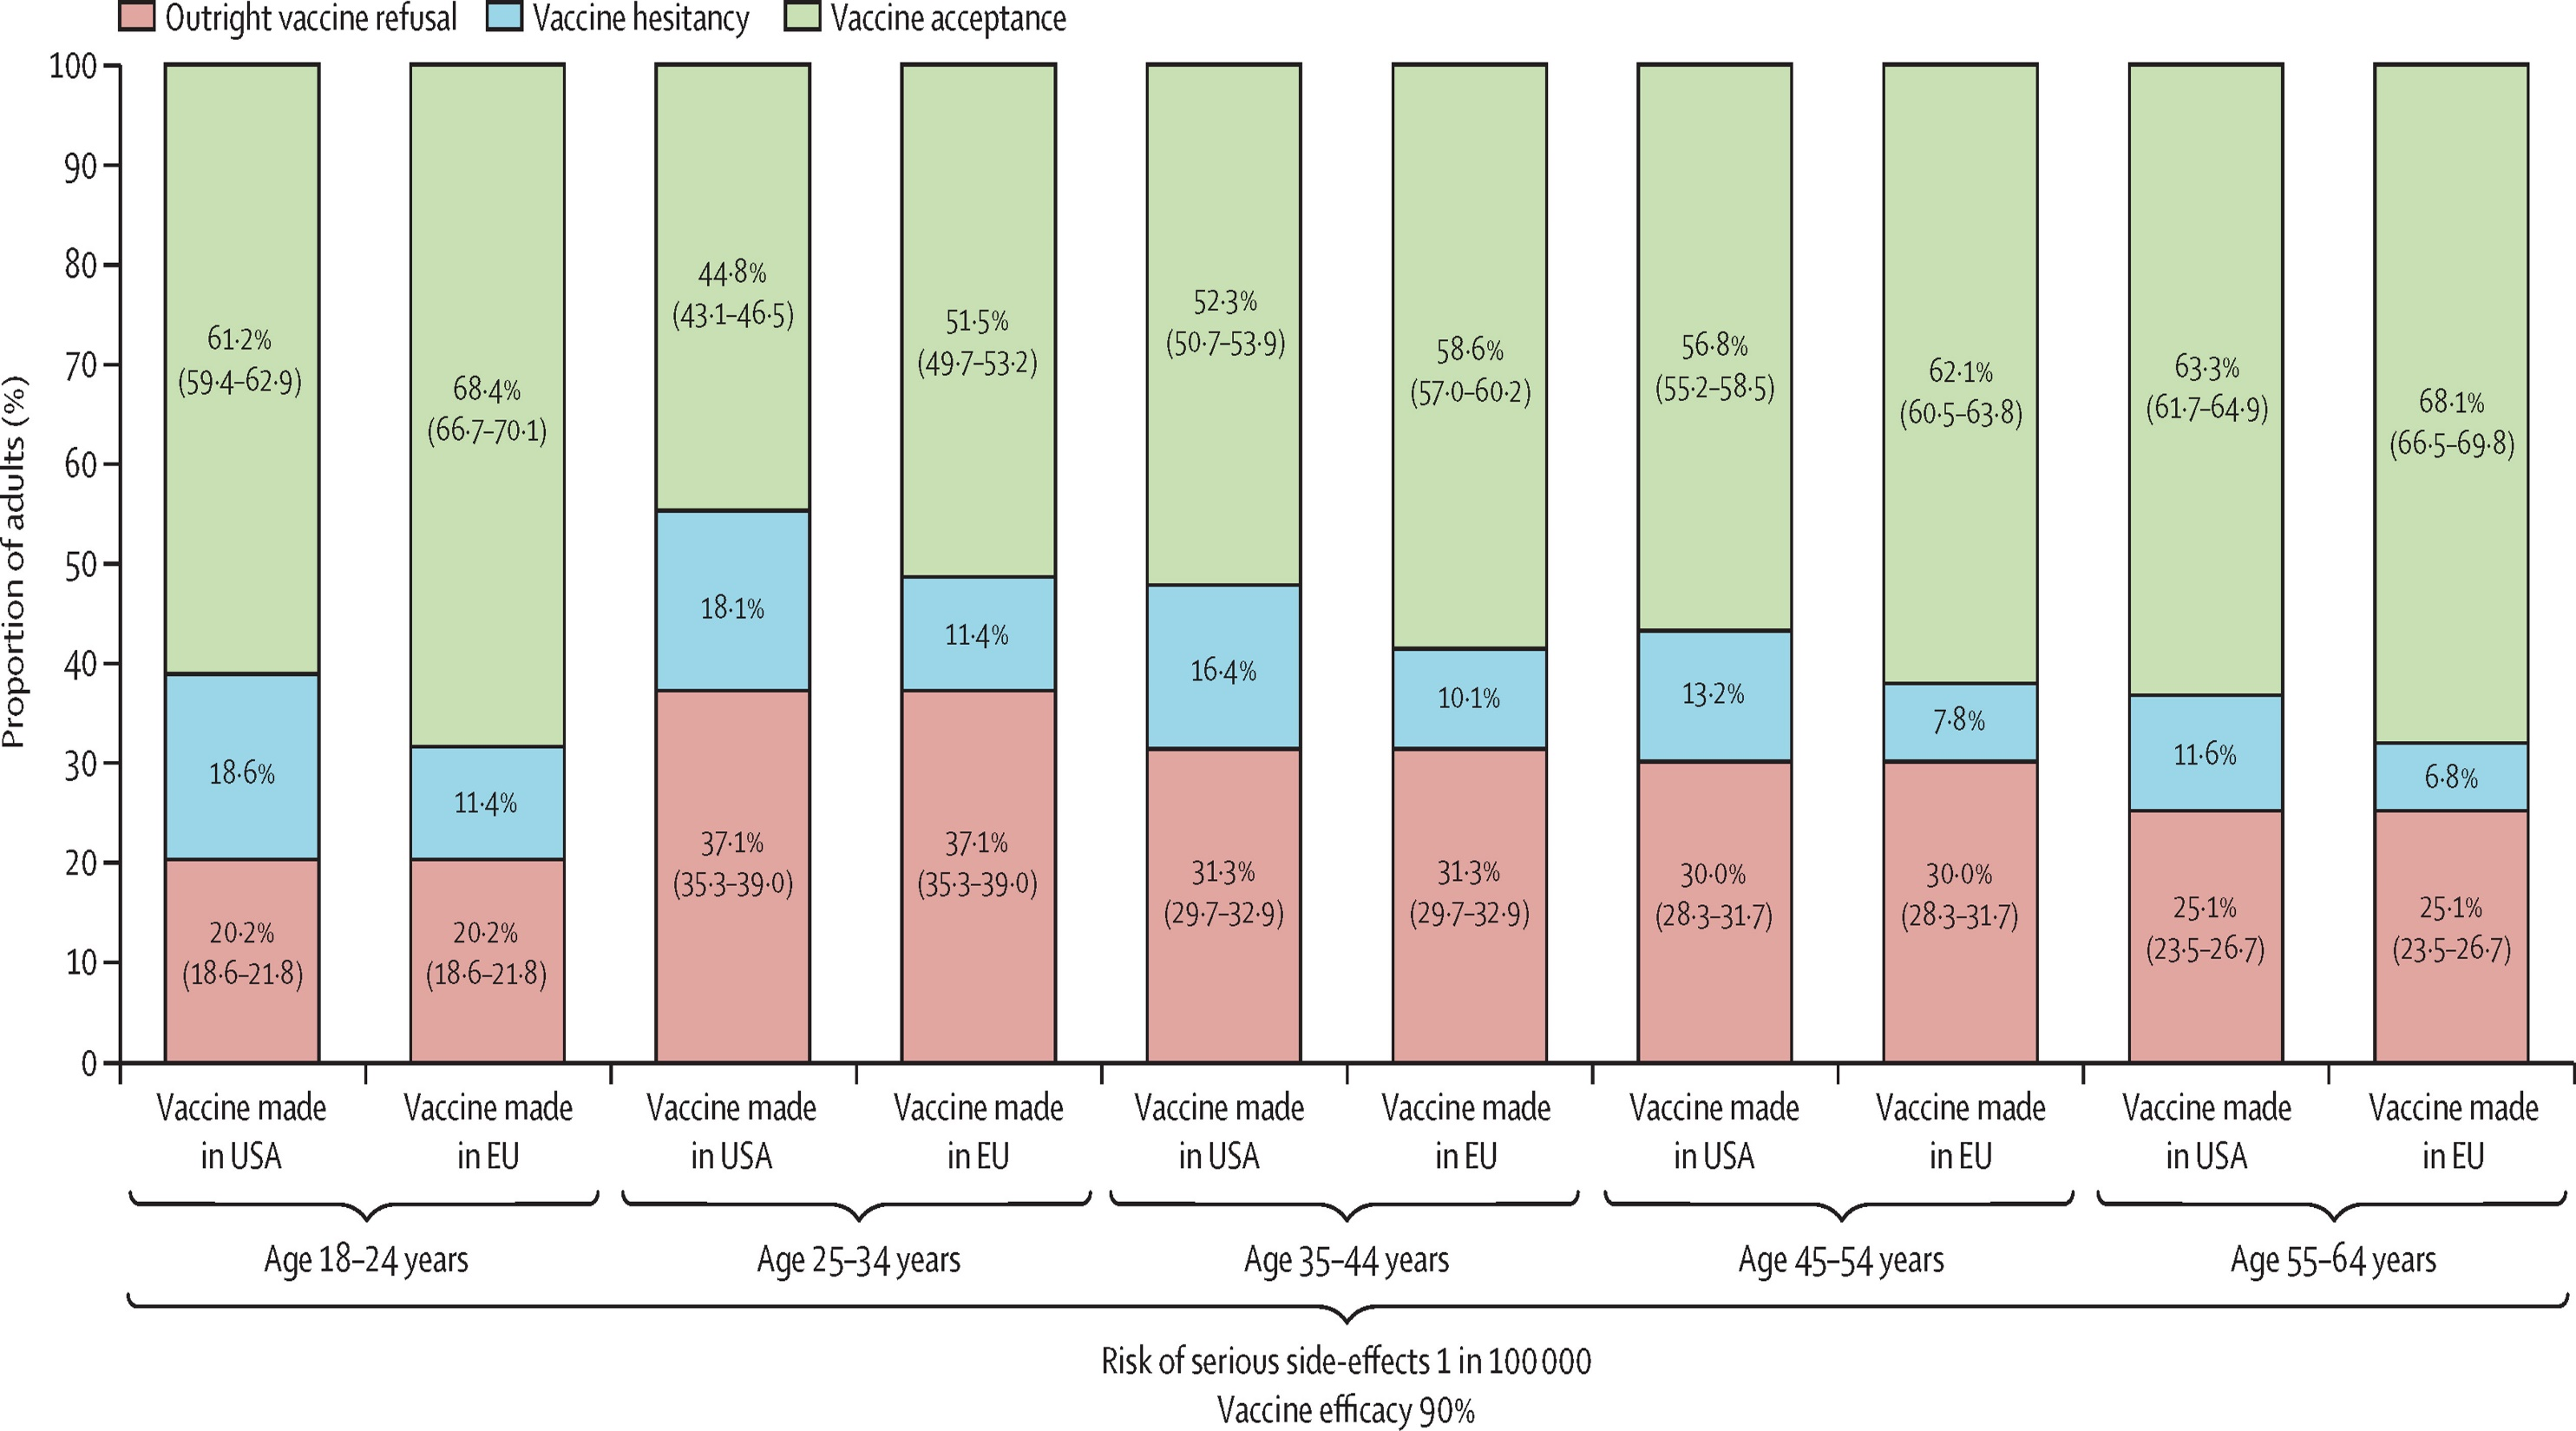 Outright vaccine refusal Vaccine hesitancy Vaccine acceptance
Proportion of adults (%)
100
90
80
70
60
50
40
30
20
10
0
61·2%
(59·4–62·9)
18·6%
20·2%
(18·6–21·8)
68·4%
(66·7–70·1)
11·4%
20·2%
(18·6–21·8)
44·8%
(43·1–46·5)
18·1%
37·1%
(35·3–39·0)
51·5%
(49·7–53·2)
11·4%
37·1%
(35·3–39·0)
52·3%
(50·7–53·9)
16·4%
31·3%
(29·7–32·9)
58·6%
(57·0–60·2)
10·1%
31·3%
(29·7–32·9)
56·8%
(55·2–58·5)
13·2%
30·0%
(28·3–31·7)
62·1%
(60·5–63·8)
7·8%
30·0%
(28·3–31·7)
63·3%
(61·7–64·9)
11·6%
25·1%
(23·5–26·7)
68·1%
(66·5–69·8)
6·8%
25·1%
(23·5–26·7)
Vaccine made
in USA
Vaccine made
in EU
Vaccine made
in USA
Vaccine made
in EU
Vaccine made
in USA
Vaccine made
in EU
Vaccine made
in USA
Vaccine made
in EU
Vaccine made
in USA
Vaccine made
in EU
Age 18–24 years
Age 25–34 years
Age 35–44 years
Age 45–54 years
Age 55–64 years
Risk of serious side-effects 1 in 100 000
Vaccine efficacy 90%